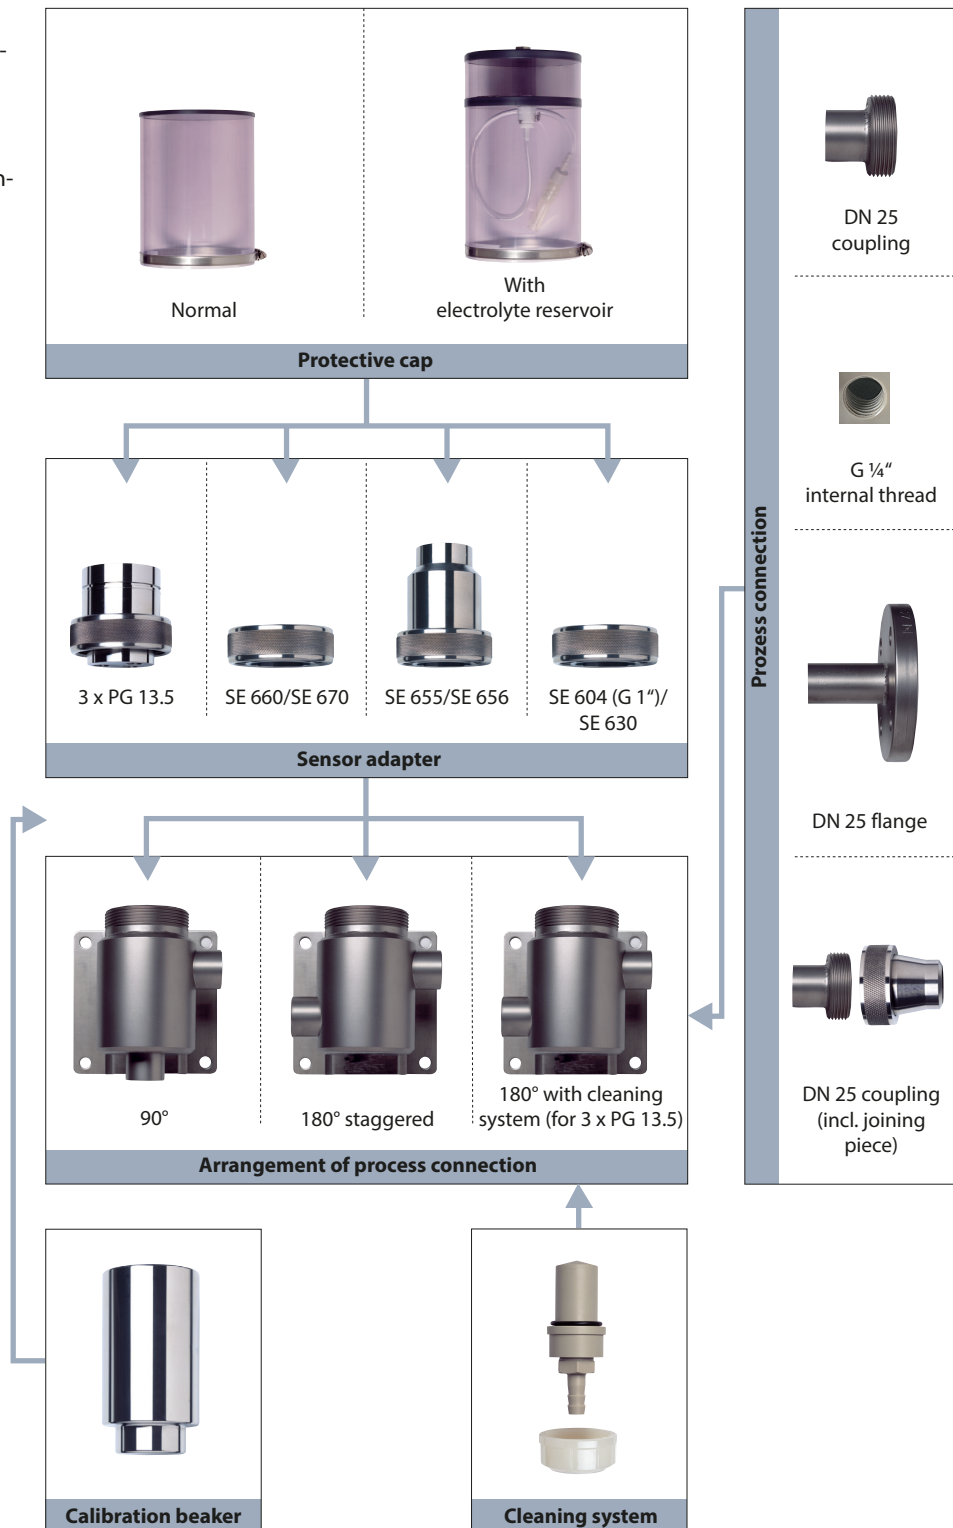 -
n-
Normal
With
electrolyte reservoir
Protective cap
3 x PG 13.5
SE 660/SE 670
SE 655/SE 656
SE 604 (G 1“)/
SE 630
Sensor adapter
90°
180° staggered
180° with cleaning
system (for 3 x PG 13.5)
Arrangement of process connection
Calibration beaker
Cleaning system
Prozess connection
DN 25
coupling
G ¼“
internal thread
DN 25 flange
DN 25 coupling
(incl. joining
piece)